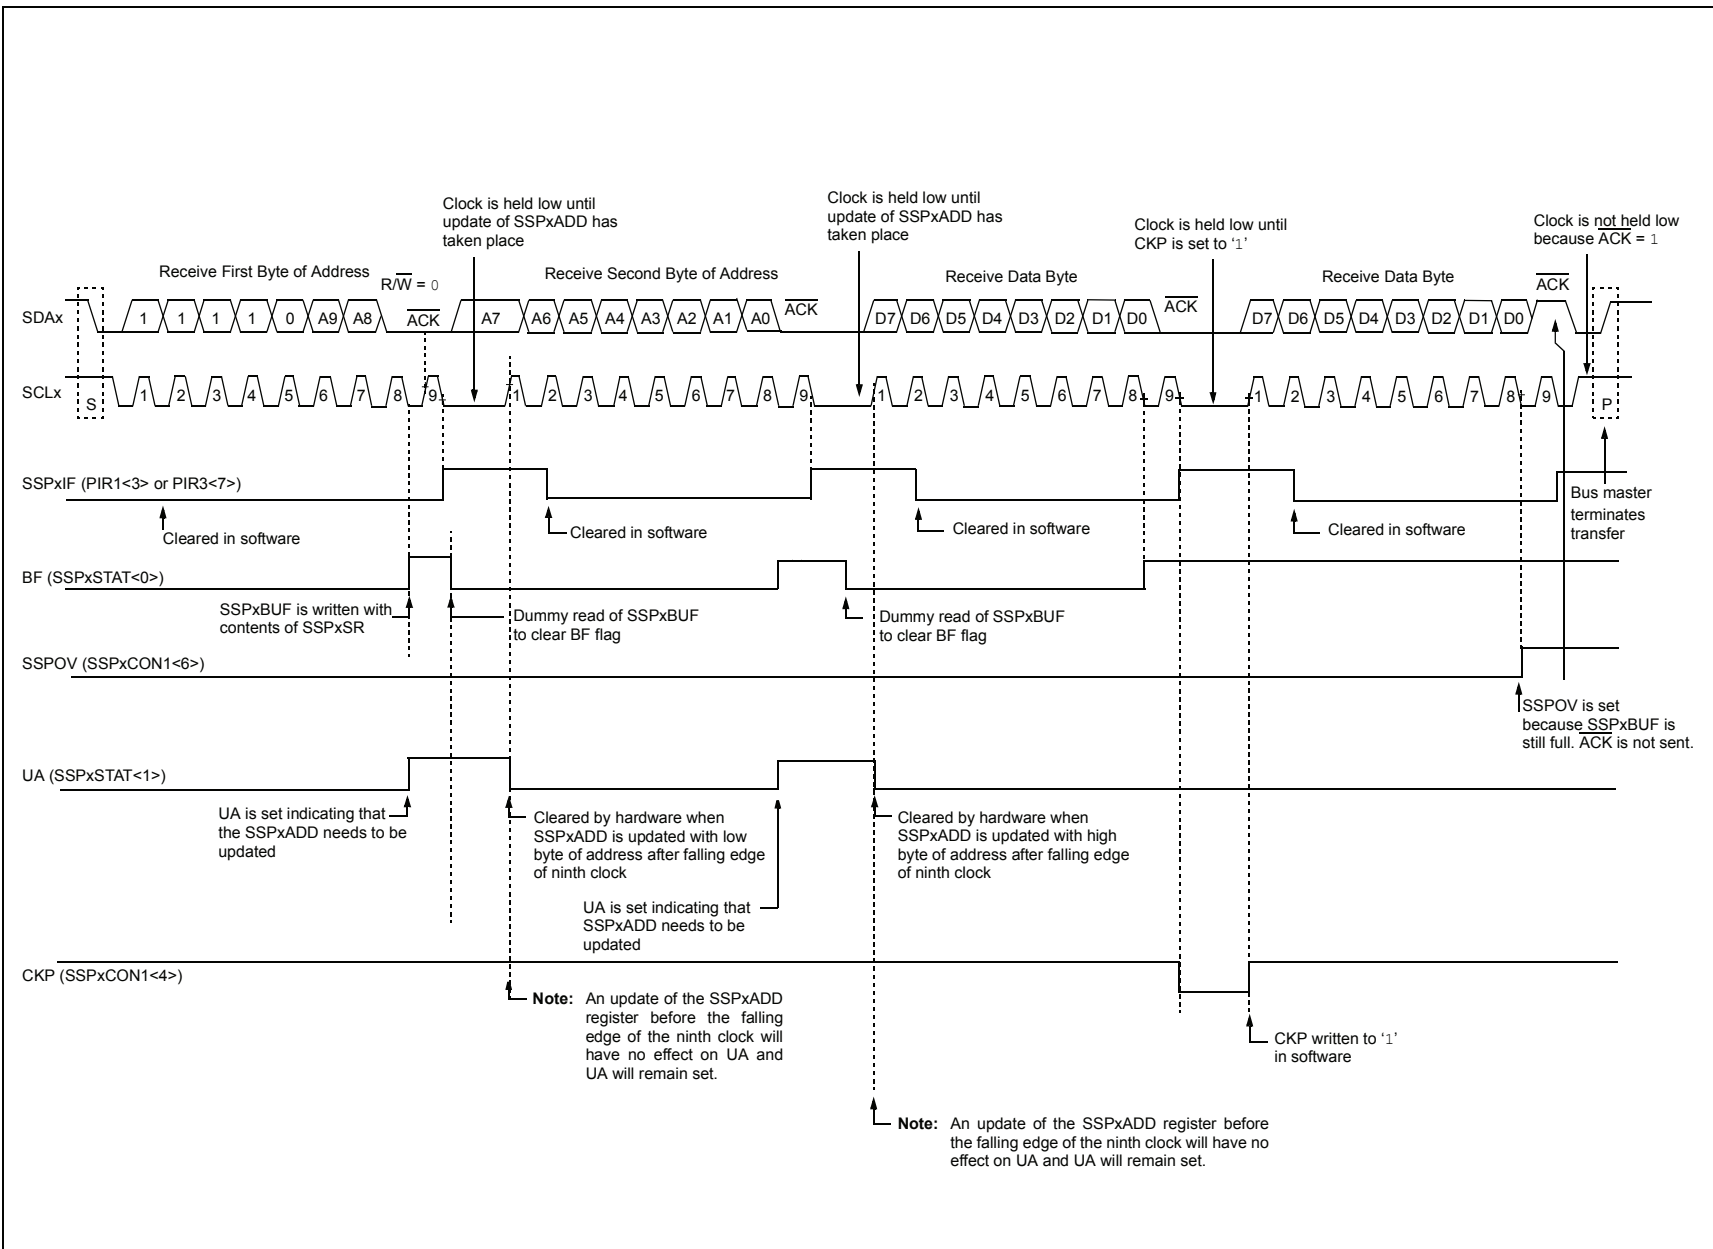 Clock is held low until
update of SSPxADD has
taken place
Clock is held low until
update of SSPxADD has
taken place
Clock is held low until
CKP is set to ‘1’
Clock is not held low
because ACK = 1
Receive First Byte of Address
R/W = 0
Receive Second Byte of Address
Receive Data Byte
Receive Data Byte
SDAx
1 1 1 1 0 A9 A8 ACK A7 A6 A5 A4 A3 A2 A1 A0 ACK D7 D6 D5 D4 D3 D2 D1 D0 ACK D7 D6 D5 D4 D3 D2 D1 D0 ACK
SCLx
S 1 2 3 4 5 6 7 8 9 1 2 3 4 5 6 7 8 9 1 2 3 4 5 6 7 8 9 1 2 3 4 5 6 7 8 9 P
SSPxIF (PIR1<3> or PIR3<7>)
Cleared in software
Cleared in software
Cleared in software
Cleared in software
Bus master
terminates
transfer
BF (SSPxSTAT<0>)
SSPxBUF is written with
contents of SSPxSR
Dummy read of SSPxBUF
to clear BF flag
Dummy read of SSPxBUF
to clear BF flag
SSPOV (SSPxCON1<6>)
SSPOV is set
because SSPxBUF is
still full. ACK is not sent.
UA (SSPxSTAT<1>)
UA is set indicating that
the SSPxADD needs to be
updated
Cleared by hardware when
SSPxADD is updated with low
byte of address after falling edge
of ninth clock
UA is set indicating that
SSPxADD needs to be
updated
Cleared by hardware when
SSPxADD is updated with high
byte of address after falling edge
of ninth clock
CKP (SSPxCON1<4>)
Note: An update of the SSPxADD
register before the falling
edge of the ninth clock will
have no effect on UA and
UA will remain set.
CKP written to ‘1’
in software
Note: An update of the SSPxADD register before
the falling edge of the ninth clock will have no
effect on UA and UA will remain set.